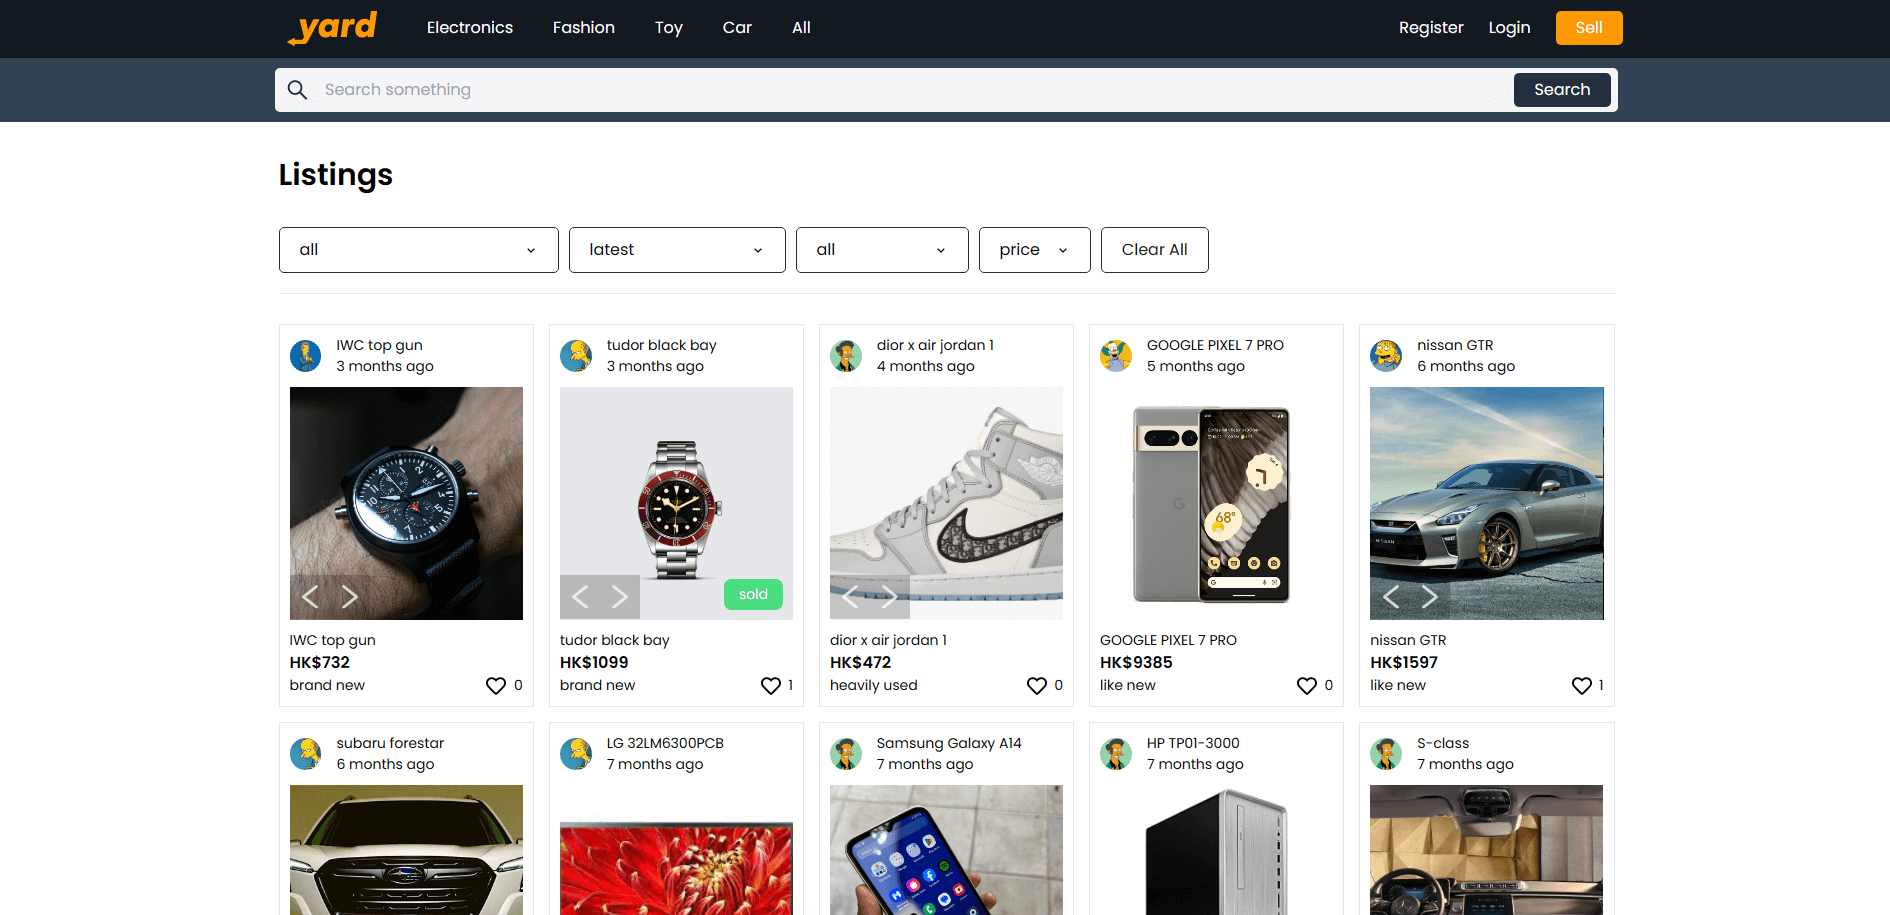 yard
Electronics
Fashion
Toy
Car
All
Register
Login
Sell
Search something
Search
Listings
all
latest
all
price
Clear All
IWC top gun
3 months ago
tudor black bay
3 months ago
dior x air jordan 1
4 months ago
GOOGLE PIXEL 7 PRO
5 months ago
nissan GTR
6 months ago
68°
sold
IWC top gun
HK$732
brand new
0
tudor black bay
HK$1099
brand new
1
dior x air jordan 1
HK$472
heavily used
0
GOOGLE PIXEL 7 PRO
HK$9385
like new
0
nissan GTR
HK$1597
like new
1
subaru forestar
6 months ago
LG 32LM6300PCB
7 months ago
Samsung Galaxy A14
7 months ago
HP TP01-3000
7 months ago
S-class
7 months ago